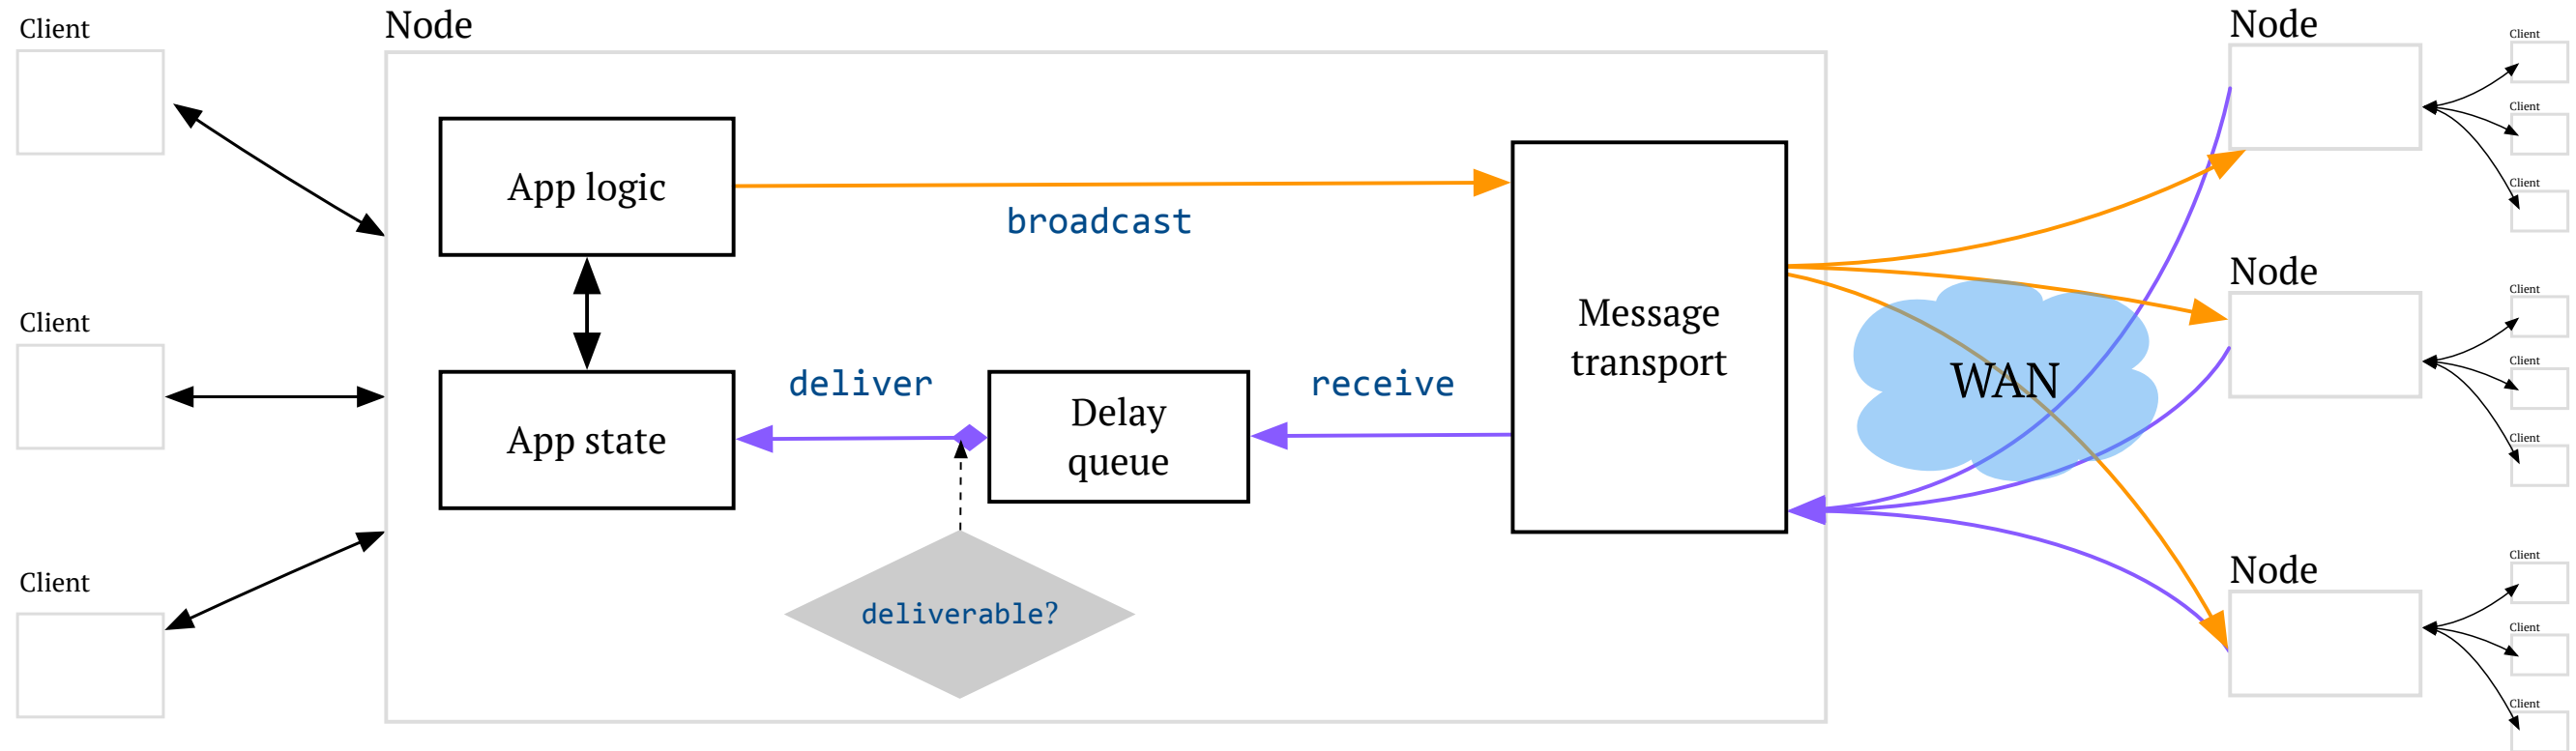 Client
Client
Client
Node
App logic
broadcast
App state
deliver
Delay
queue
receive
deliverable?
Message
transport
WAN
Node
Client
Client
Client
Node
Client
Client
Client
Node
Client
Client
Client